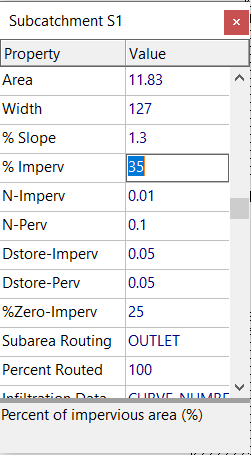 Subcatchment S1
Property Value
Area 11.83
Width 127
% Slope 1.3
% Imperv 35
N-Imperv 0.01
N-Perv 0.1
Dstore-Imperv 0.05
Dstore-Perv 0.05
%Zero-Imperv 25
Subarea Routing OUTLET
Percent Routed 100
Infiltration Data CURVE_NUMBE
Percent of impervious area (%)